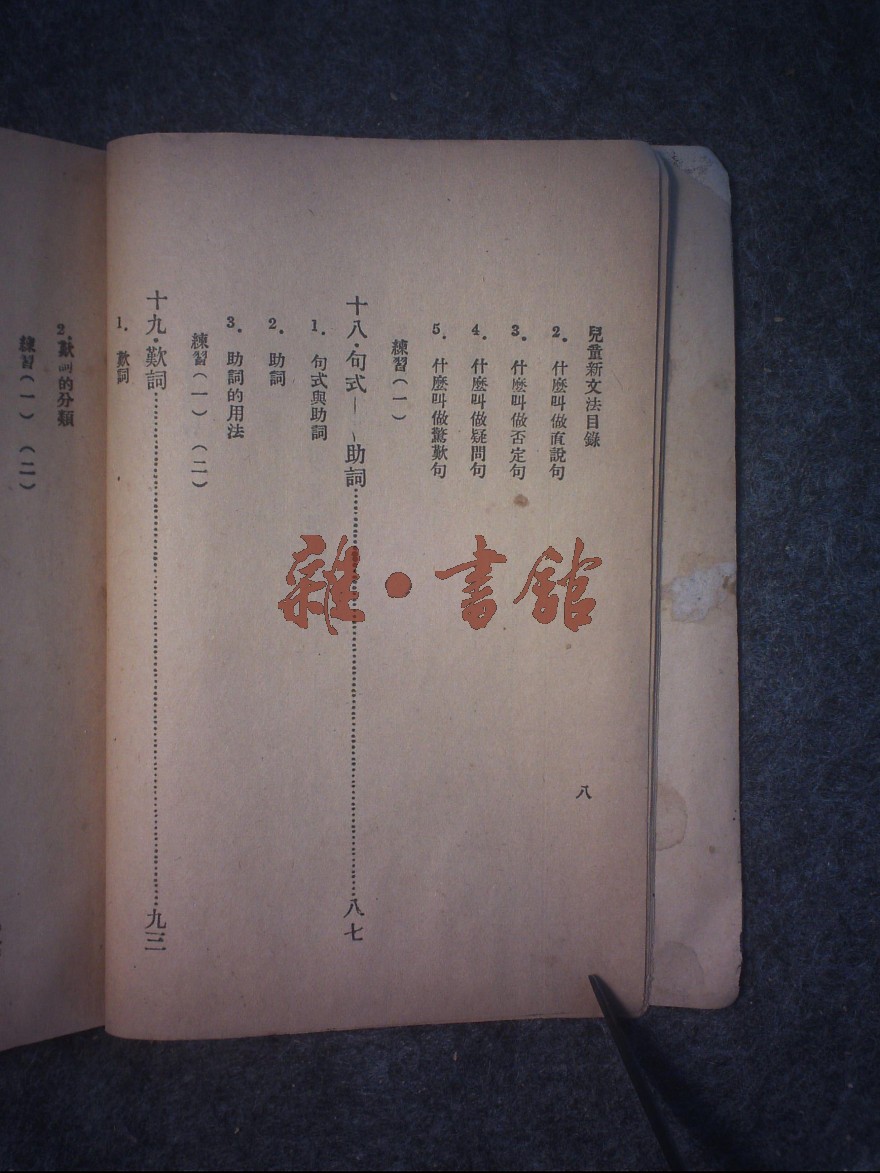 兒童新文法目錄
八
2. 什麼叫做直說句
3. 什麼叫做否定句
4. 什麼叫做疑問句
5. 什麼叫做驚歎句
練習(一)
十八·句式——助詞……八七
1. 句式與助詞
2. 助詞
3. 助詞的用法
練習(一) (二)
十九·歎詞……九三
1. 歎詞
2. 歎詞的分類
練習(一) (二)
雜·書館